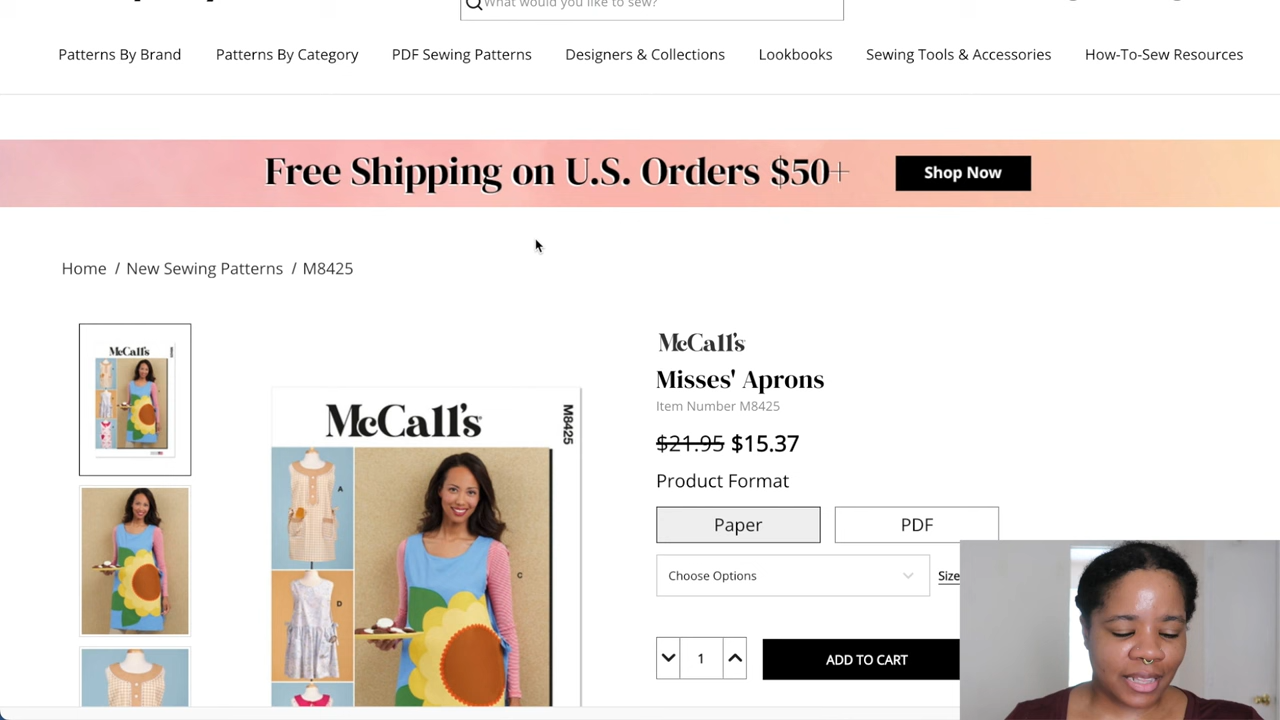 What would you like to sew?
Patterns By Brand Patterns By Category PDF Sewing Patterns Designers & Collections Lookbooks Sewing Tools & Accessories How-To-Sew Resources
Free Shipping on U.S. Orders $50+ Shop Now
Home / New Sewing Patterns / M8425
McCall's
Misses' Aprons
Item Number M8425
$21.95 $15.37
Product Format
Paper PDF
Choose Options Size
1 ADD TO CART
McCall's
McCall's M8425
A
D
C